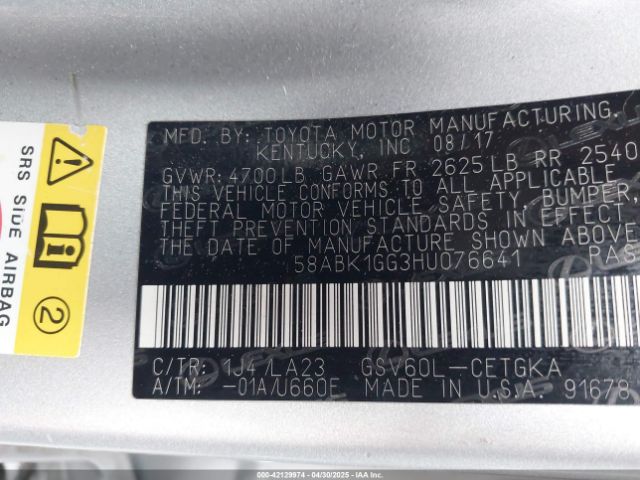 MFD. BY: TOYOTA MOTOR MANUFACTURING,
KENTUCKY, INC 08/17
GVWR: 4700LB GAWR FR 2625LB RR 2540
THIS VEHICLE CONFORMS TO ALL APPLICABLE
FEDERAL MOTOR VEHICLE SAFETY, BUMPER,
THEFT PREVENTION STANDARDS IN EFFECT
THE DATE OF MANUFACTURE SHOWN ABOVE
58ABK1GG3HU076641 PAS
C/TR: 1J4/LA23 GSV60L-CETGKA
A/TM: -01A/U660E MADE IN U.S.A. 91678
SRS SIDE AIRBAG
2
000-42129974 - 04/30/2025 - IAAI.COM